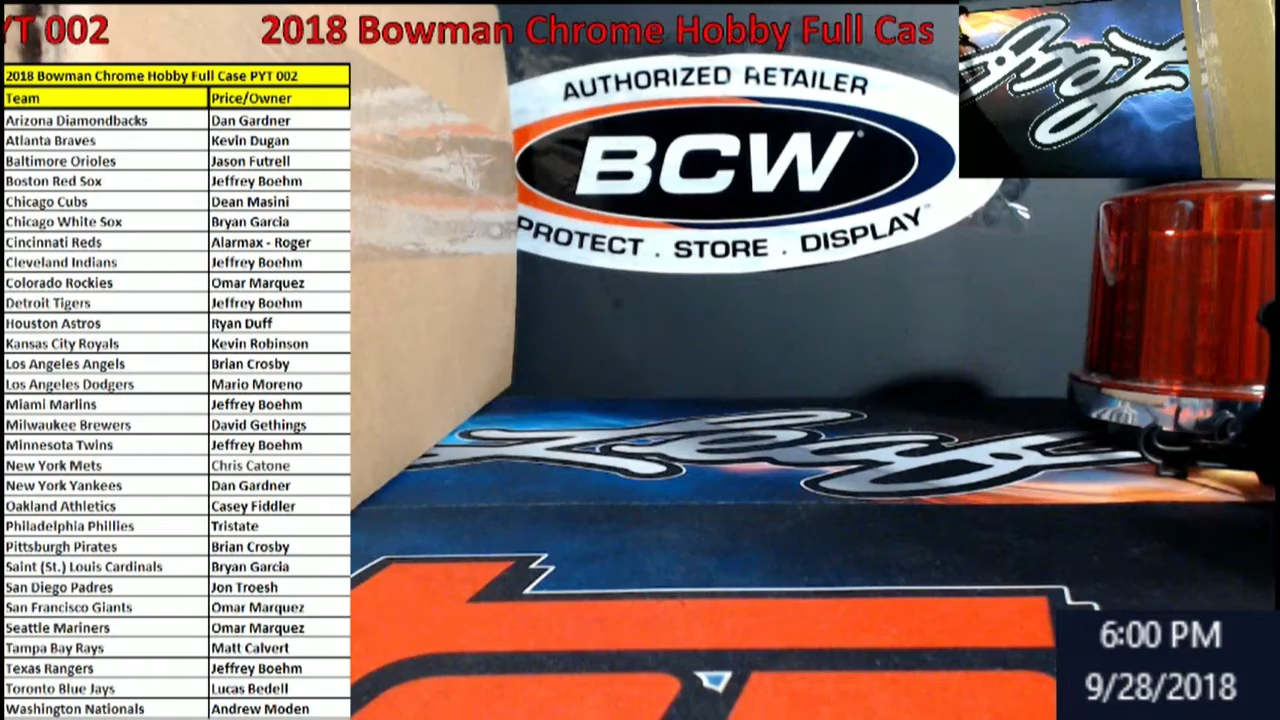 YT 002
2018 Bowman Chrome Hobby Full Cas
2018 Bowman Chrome Hobby Full Case PYT 002
Team Price/Owner
Arizona Diamondbacks Dan Gardner
Atlanta Braves Kevin Dugan
Baltimore Orioles Jason Futrell
Boston Red Sox Jeffrey Boehm
Chicago Cubs Dean Masini
Chicago White Sox Bryan Garcia
Cincinnati Reds Alarmax - Roger
Cleveland Indians Jeffrey Boehm
Colorado Rockies Omar Marquez
Detroit Tigers Jeffrey Boehm
Houston Astros Ryan Duff
Kansas City Royals Kevin Robinson
Los Angeles Angels Brian Crosby
Los Angeles Dodgers Mario Moreno
Miami Marlins Jeffrey Boehm
Milwaukee Brewers David Gethings
Minnesota Twins Jeffrey Boehm
New York Mets Chris Catone
New York Yankees Dan Gardner
Oakland Athletics Casey Fiddler
Philadelphia Phillies Tristate
Pittsburgh Pirates Brian Crosby
Saint (St.) Louis Cardinals Bryan Garcia
San Diego Padres Jon Troesh
San Francisco Giants Omar Marquez
Seattle Mariners Omar Marquez
Tampa Bay Rays Matt Calvert
Texas Rangers Jeffrey Boehm
Toronto Blue Jays Lucas Bedell
Washington Nationals Andrew Moden
AUTHORIZED RETAILER
BCW
PROTECT . STORE . DISPLAY
6:00 PM
9/28/2018